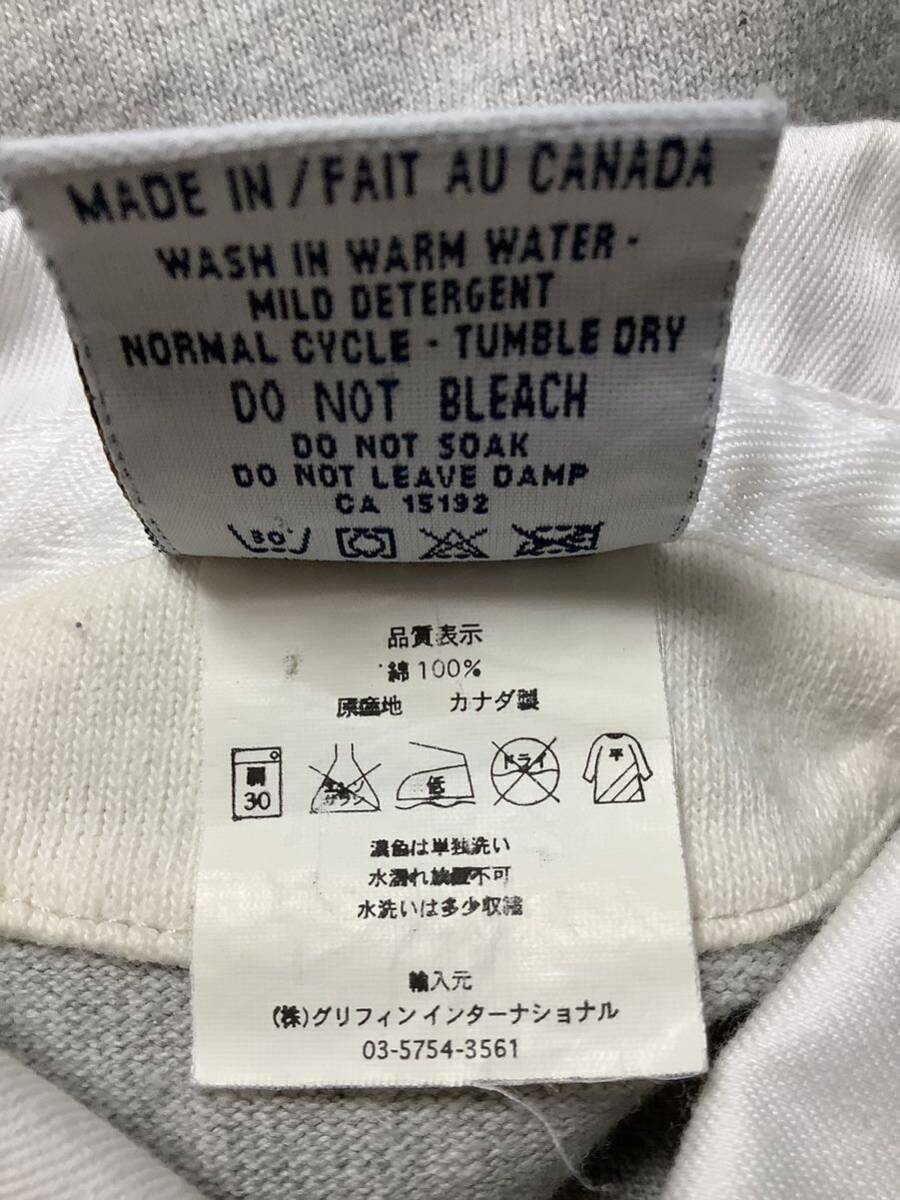 MADE IN / FAIT AU CANADA
WASH IN WARM WATER -
MILD DETERGENT
NORMAL CYCLE - TUMBLE DRY
DO NOT BLEACH
DO NOT SOAK
DO NOT LEAVE DAMP
CA 15192
品質表示
綿100%
原産地 カナダ製
30
低 ドライ 平
濃色は単独洗い
水濡れ放置不可
水洗いは多少収縮
輸入元
(株)グリフィン インターナショナル
03-5754-3561